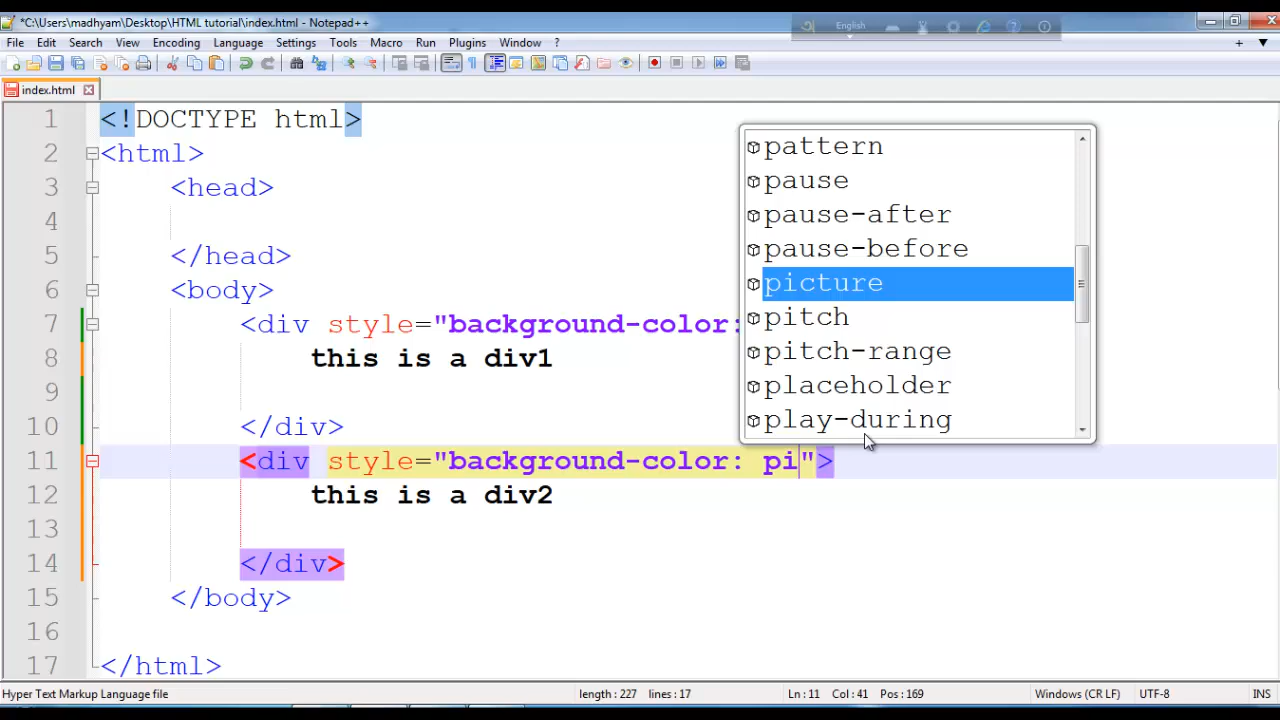 *C:\Users\madhyam\Desktop\HTML tutorial\index.html - Notepad++
English
File Edit Search View Encoding Language Settings Tools Macro Run Plugins Window ?
index.html
1 <!DOCTYPE html>
2 <html>
3 <head>
4
5 </head>
6 <body>
7 <div style="background-color:
8 this is a div1
9
10 </div>
11 <div style="background-color: pi">
12 this is a div2
13
14 </div>
15 </body>
16
17 </html>
pattern
pause
pause-after
pause-before
picture
pitch
pitch-range
placeholder
play-during
Hyper Text Markup Language file length : 227 lines : 17 Ln : 11 Col : 41 Pos : 169 Windows (CR LF) UTF-8 INS